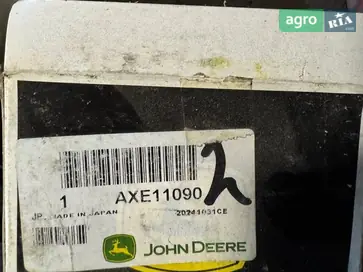 agro
RIA
1 AXE11090
2
JP MADE IN JAPAN 20241031CE
JOHN DEERE